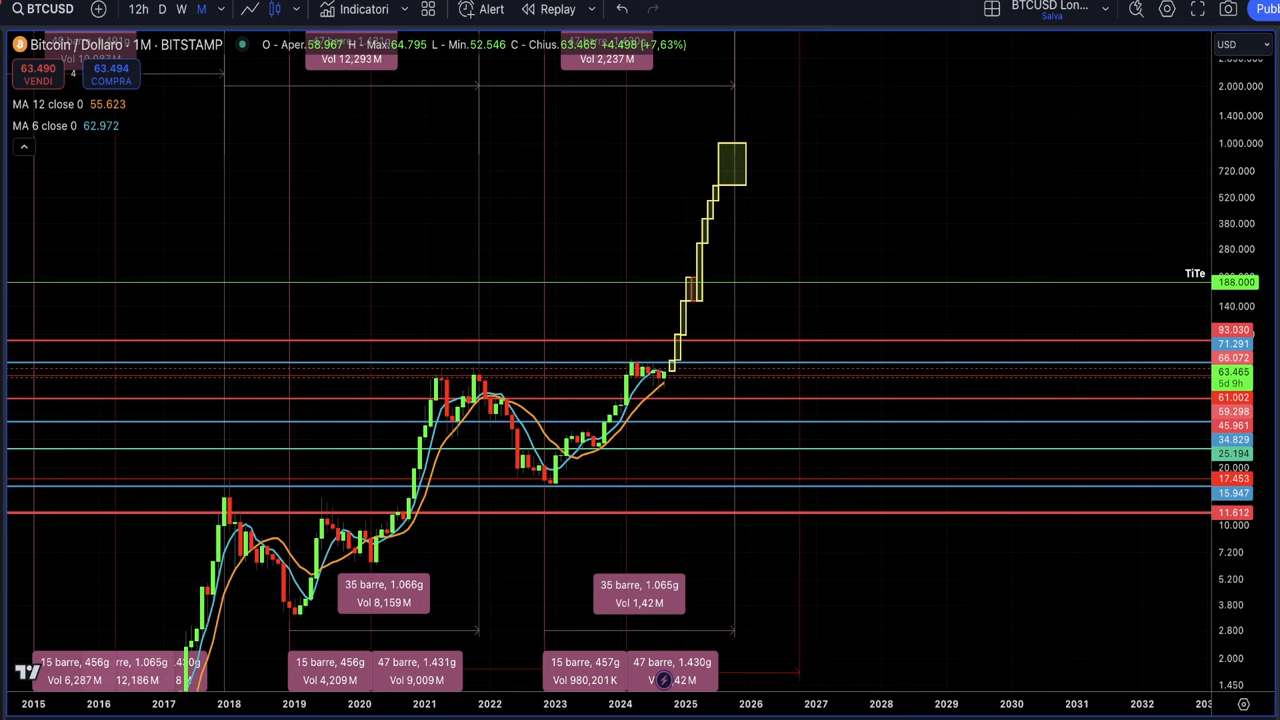 BTCUSD 12h D W M Indicatori Alert Replay BTCUSD Lon... Salva Pubb
Bitcoin / Dollaro · 1M · BITSTAMP O - Aper.58.967 H - Max.64.795 L - Min.52.546 C - Chius.63.465 +4.498 (+7,63%) USD
Vol 12,293 M Vol 2,237 M
63.490 VENDI 4 63.494 COMPRA
MA 12 close 0 55.623
MA 6 close 0 62.972
2.000.000
1.400.000
1.000.000
720.000
520.000
380.000
280.000
TiTe
188.000
140.000
93.030
71.291
66.072
63.465
5d 9h
61.002
59.298
45.961
34.829
25.194
20.000
17.453
15.947
11.612
10.000
7.200
5.200
3.800
2.800
2.000
1.450
35 barre, 1.066g
Vol 8,159 M
35 barre, 1.065g
Vol 1,42 M
15 barre, 456g rre, 1.065g 15 barre, 456g 47 barre, 1.431g 15 barre, 457g 47 barre, 1.430g
Vol 6,287 M 12,186 M Vol 4,209 M Vol 9,009 M Vol 980,201 K 42 M
2015 2016 2017 2018 2019 2020 2021 2022 2023 2024 2025 2026 2027 2028 2029 2030 2031 2032